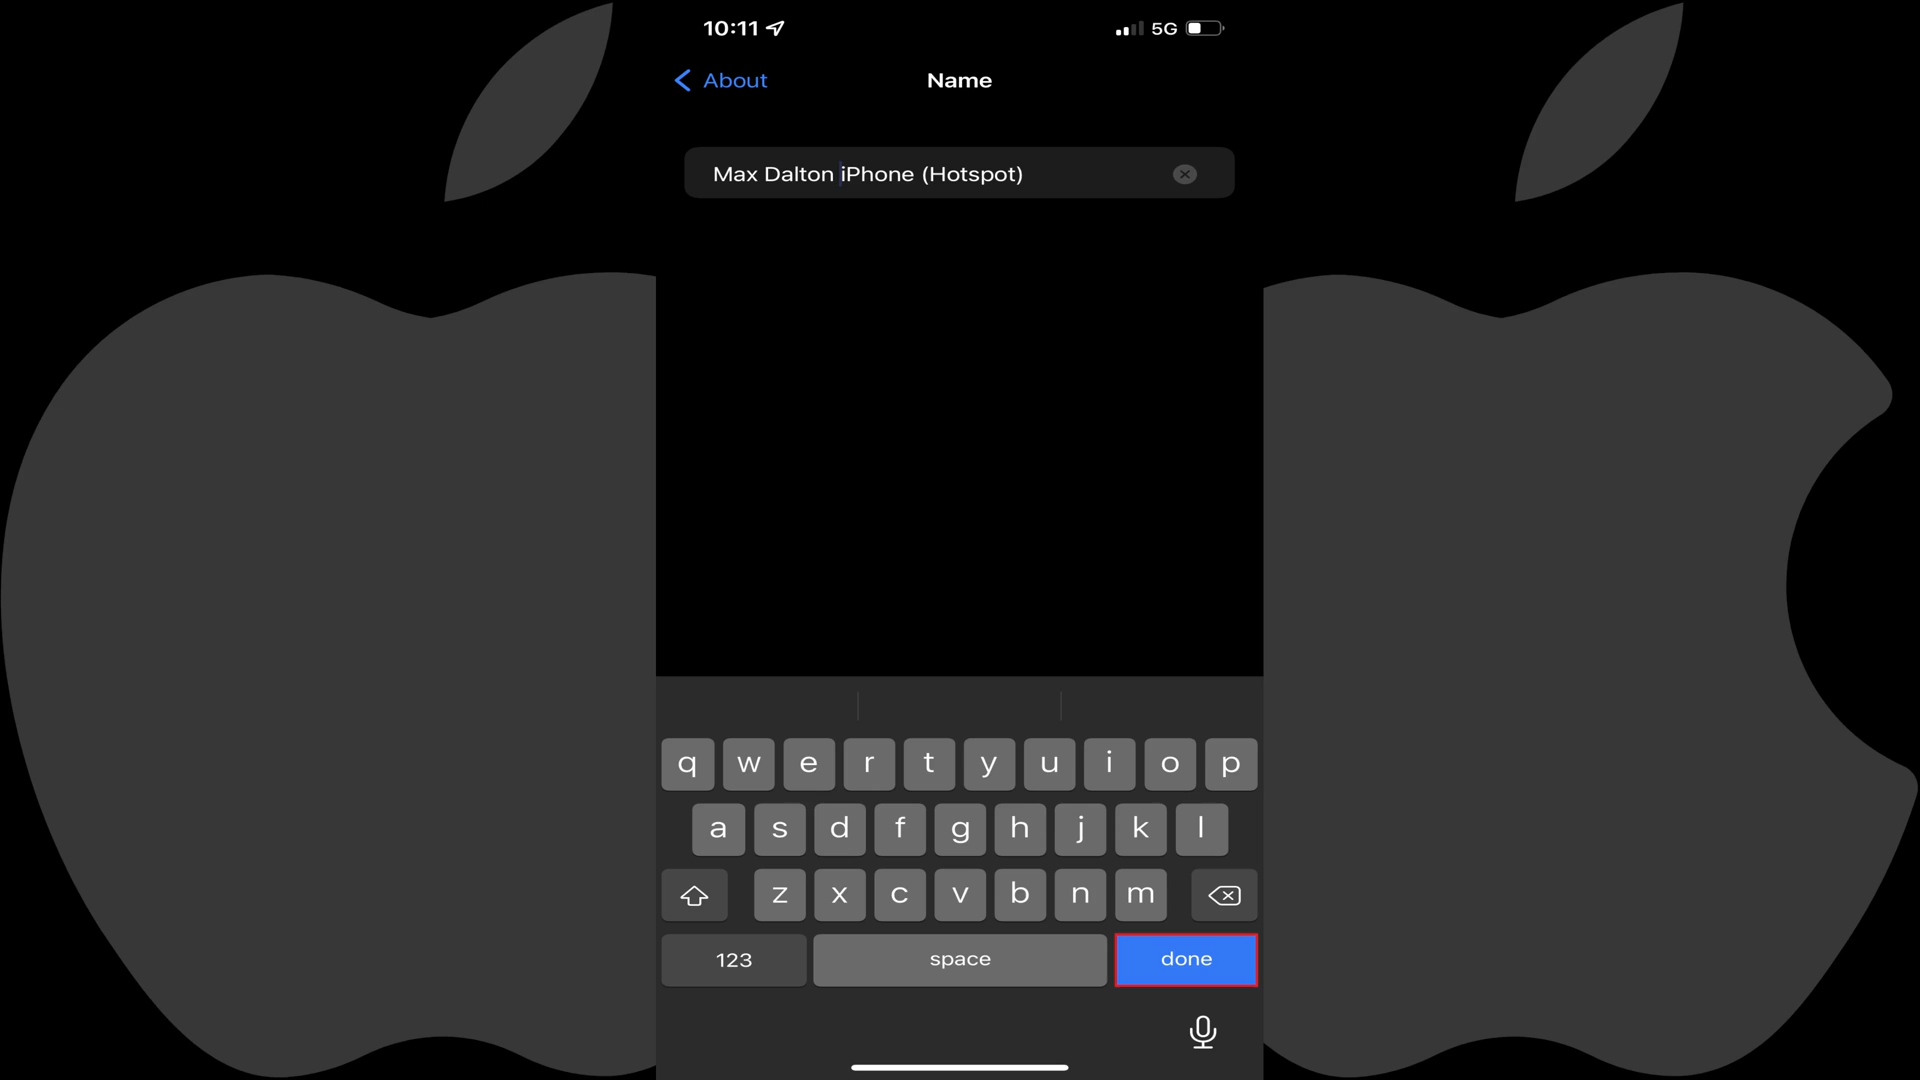 10:11 5G
About Name
Max Dalton iPhone (Hotspot)
q w e r t y u i o p
a s d f g h j k l
z x c v b n m
123 space done